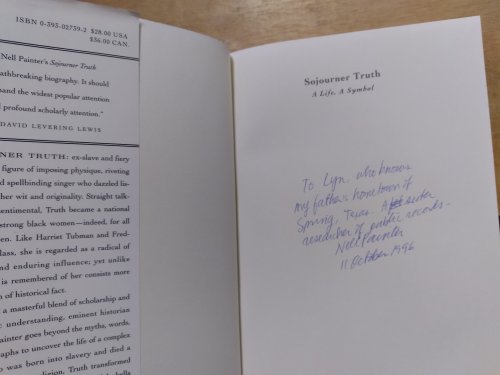 ISBN 0-393-02739-2 $28.00 USA
$36.00 CAN.
Nell Painter's Sojourner Truth
athbreaking biography. It should
and the widest popular attention
profound scholarly attention."
DAVID LEVERING LEWIS
NER TRUTH: ex-slave and fiery
figure of imposing physique, riveting
and spellbinding singer who dazzled lis-
her wit and originality. Straight talk-
sentimental, Truth became a national
strong black women—indeed, for all
en. Like Harriet Tubman and Fred-
lass, she is regarded as a radical of
and enduring influence; yet unlike
is remembered of her consists more
n of historical fact.
a masterful blend of scholarship and
understanding, eminent historian
ainter goes beyond the myths, words,
aphs to uncover the life of a complex
o was born into slavery and died a
religion, Truth transformed
Sojourner Truth
A Life, A Symbol
To Lyn, who knows
my father's hometown of
Spring, Texas. A sister
researcher of public records—
Nell Painter
11 October 1996